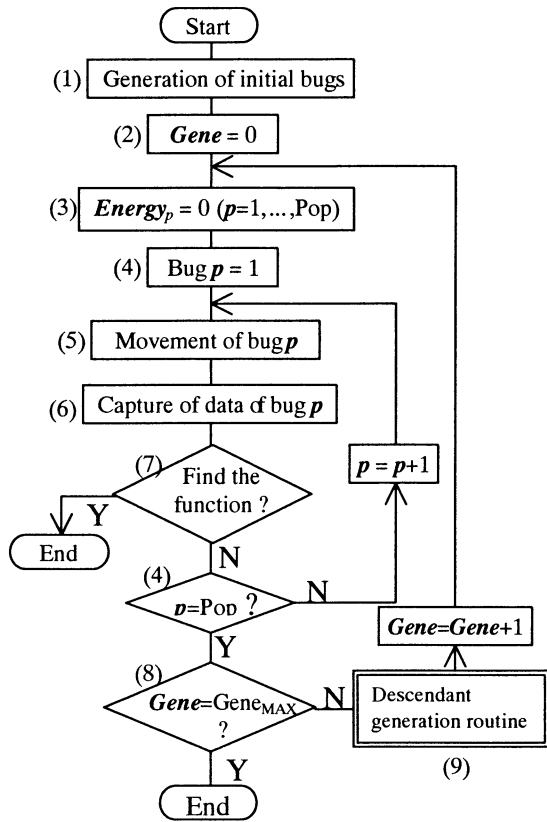 Start
(1) Generation of initial bugs
(2) Gene = 0
(3) Energyp = 0 (p=1,...,Pop)
(4) Bug p = 1
(5) Movement of bug p
(6) Capture of data of bug p
(7)
Find the
function ?
Y
End
N
p = p+1
(4)
p=Pop ?
N
Y
Gene=Gene+1
(8)
Gene=GeneMAX
?
N
Descendant
generation routine
(9)
Y
End